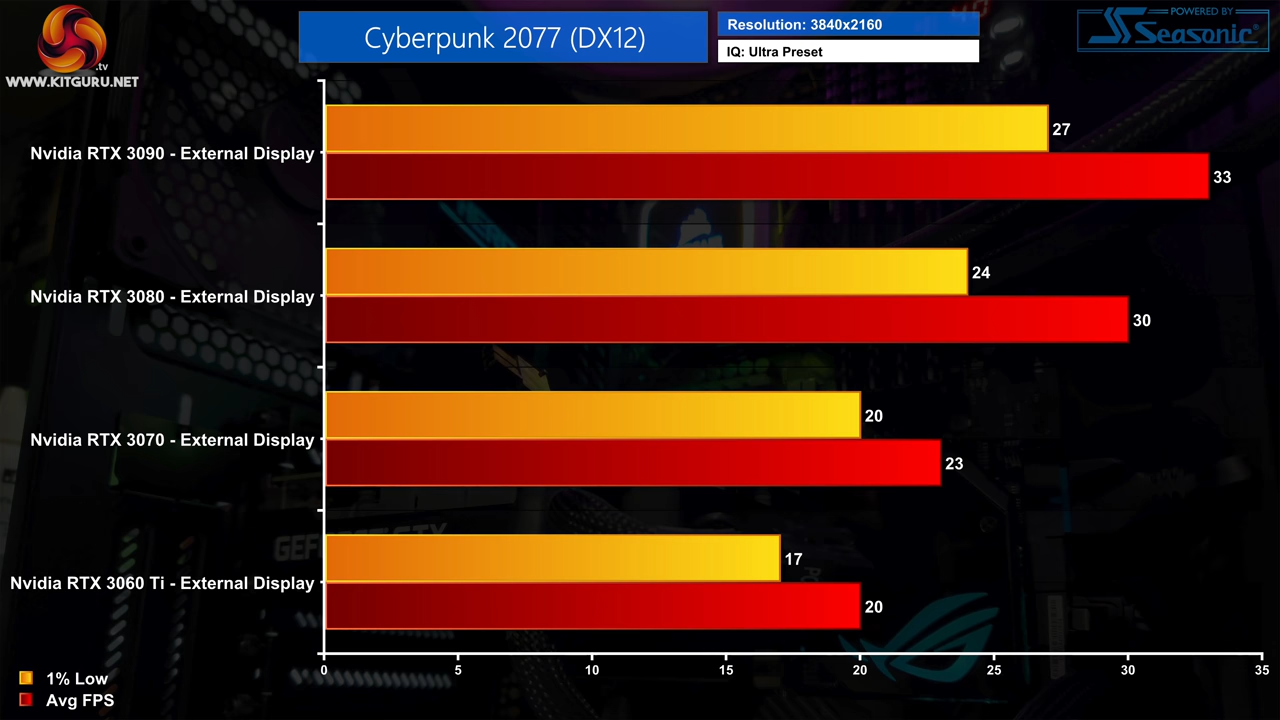 Cyberpunk 2077 (DX12)
Resolution: 3840x2160
IQ: Ultra Preset
POWERED BY
Seasonic
.tv
WWW.KITGURU.NET
27
Nvidia RTX 3090 - External Display
33
24
Nvidia RTX 3080 - External Display
30
20
Nvidia RTX 3070 - External Display
23
17
Nvidia RTX 3060 Ti - External Display
20
0 5 10 15 20 25 30 35
1% Low
Avg FPS